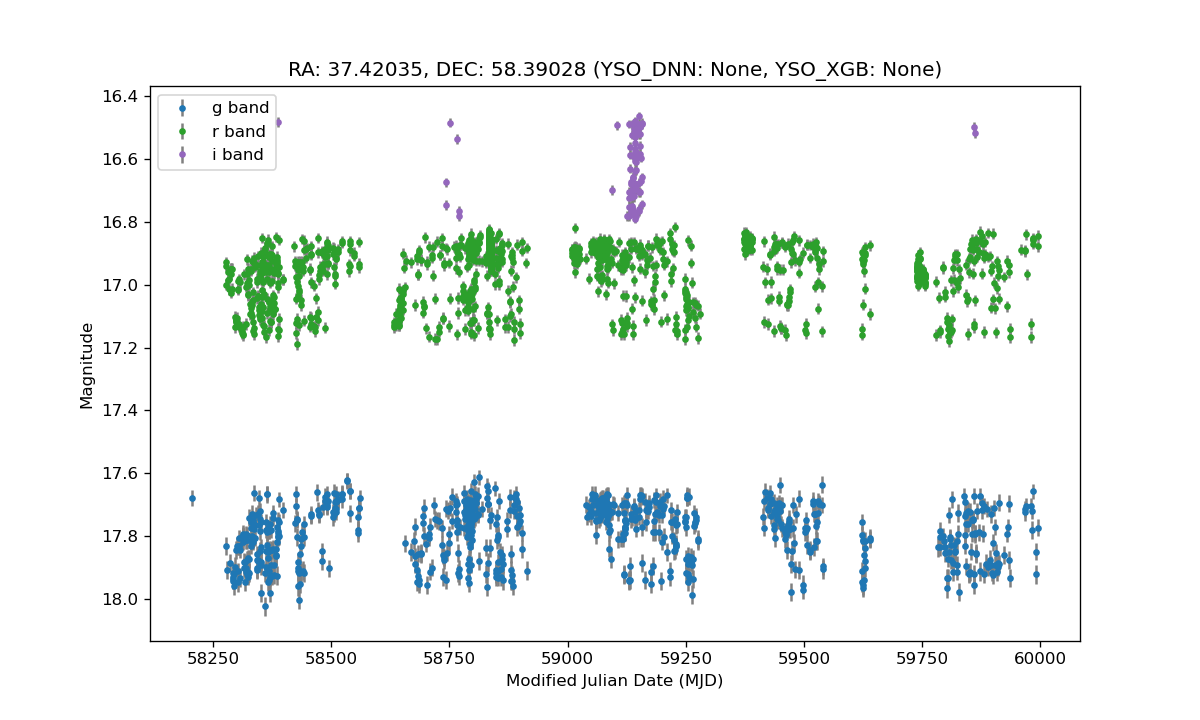 RA: 37.42035, DEC: 58.39028 (YSO_DNN: None, YSO_XGB: None)
g band
r band
i band
16.4
16.6
16.8
17.0
17.2
17.4
17.6
17.8
18.0
Magnitude
58250
58500
58750
59000
59250
59500
59750
60000
Modified Julian Date (MJD)